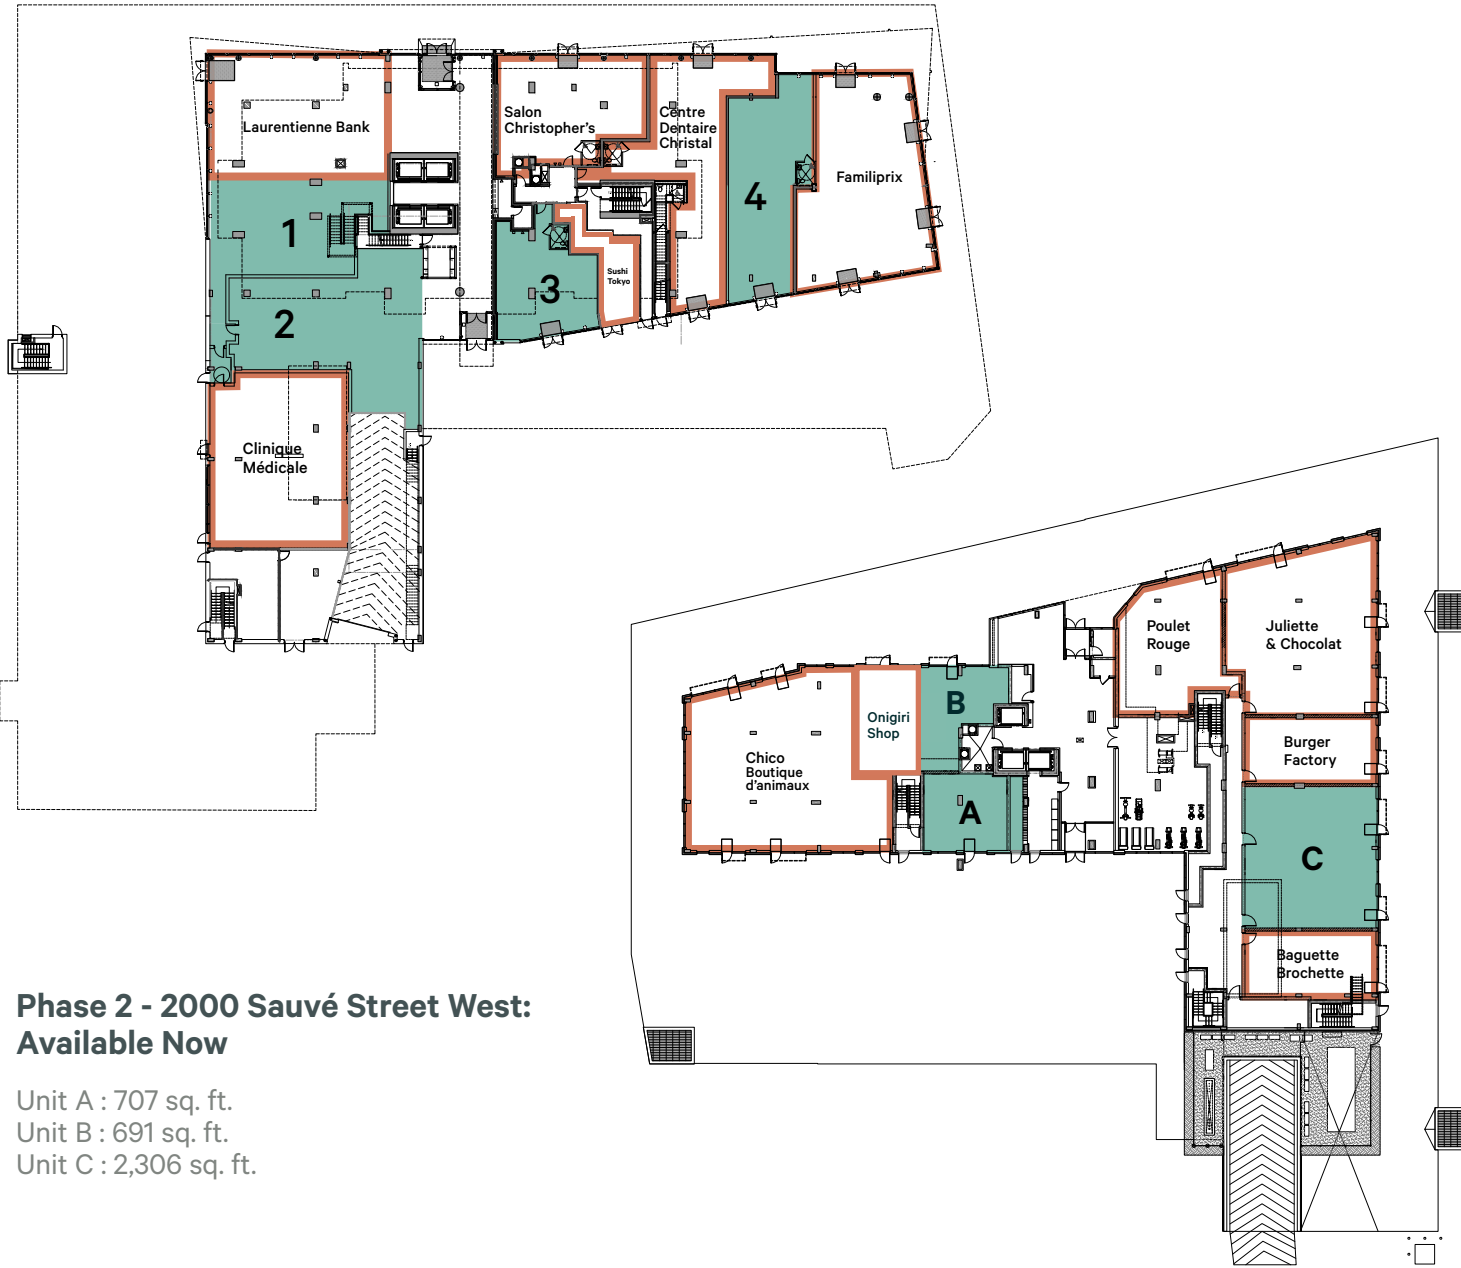 Laurentienne Bank
Salon
Christopher's
Centre
Dentaire
Christal
4
Familiprix
1
2
3
Sushi
Tokyo
Clinique
Médicale
Poulet
Rouge
Juliette
& Chocolat
B
Onigiri
Shop
Chico
Boutique
d'animaux
A
Burger
Factory
C
Baguette
Brochette
Phase 2 - 2000 Sauvé Street West:
Available Now
Unit A : 707 sq. ft.
Unit B : 691 sq. ft.
Unit C : 2,306 sq. ft.